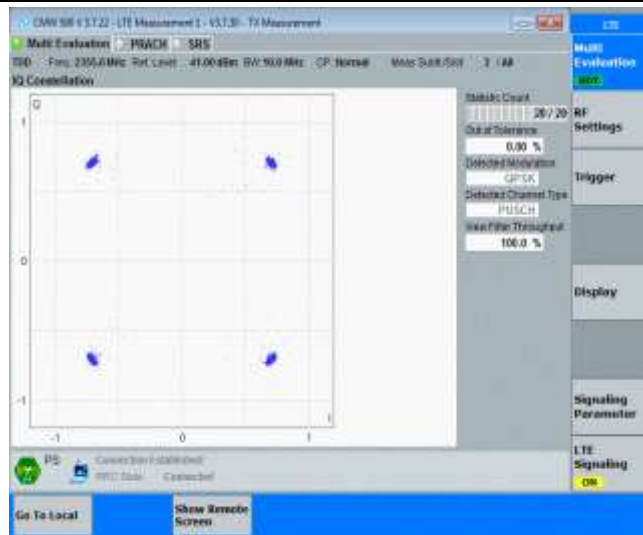 CMW 500 V 3.7.22 - LTE Measurement 1 - V3.7.30 - TX Measurement
LTE
Multi Evaluation PRACH SRS
Multi
Evaluation
RDY
TDD Freq: 2355.0 MHz Ref. Level: 41.00 dBm BW: 10.0 MHz CP: Normal Meas Subfr./Slot 2 / All
IQ Constellation
Statistic Count
20 / 20
Out of Tolerance
0.00 %
Detected Modulation
QPSK
Detected Channel Type
PUSCH
View Filter Throughput
100.0 %
RF
Settings
Trigger
Display
Signaling
Parameter
LTE
Signaling
ON
Q
1
0
-1
-1 0 1
I
PS
Connection Established
RRC State Connected
Go To Local
Show Remote
Screen